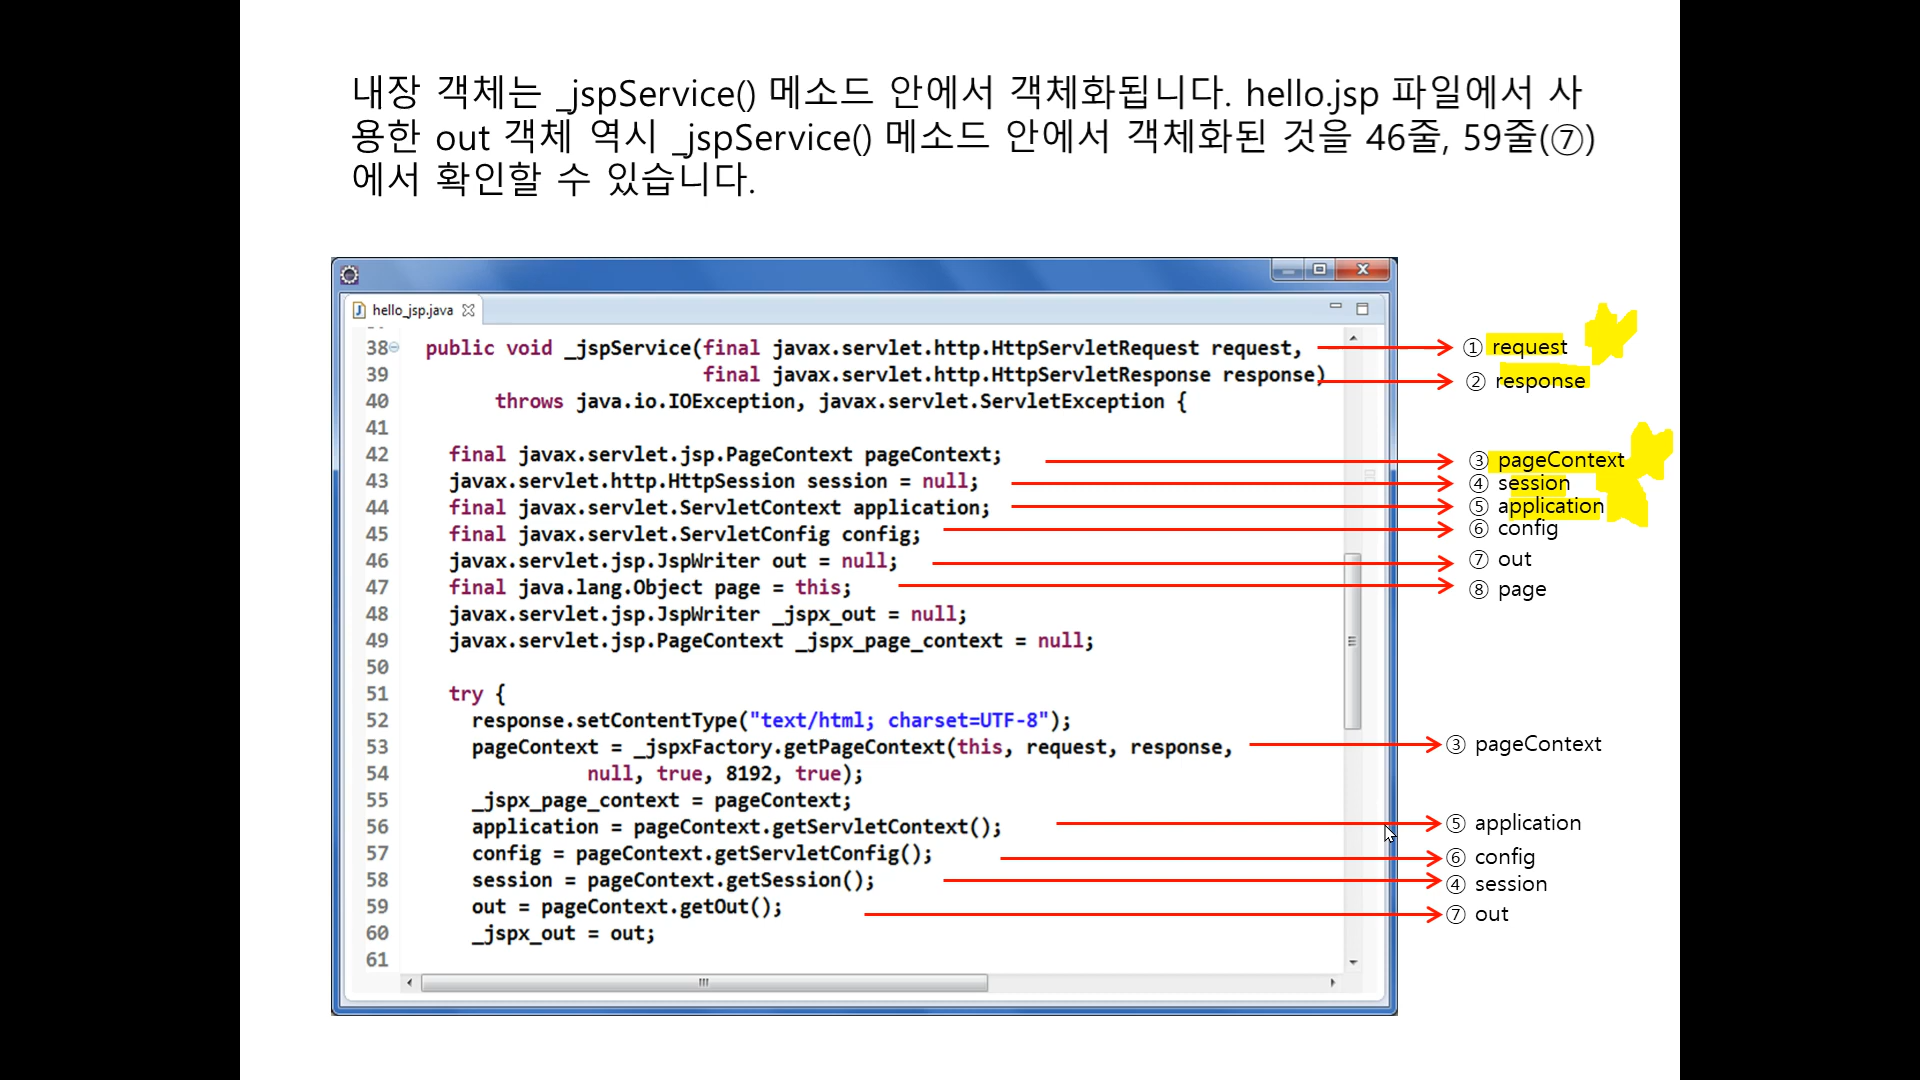 내장 객체는 _jspService() 메소드 안에서 객체화됩니다. hello.jsp 파일에서 사
용한 out 객체 역시 _jspService() 메소드 안에서 객체화된 것을 46줄, 59줄(⑦)
에서 확인할 수 있습니다.
hello_jsp.java
38 public void _jspService(final javax.servlet.http.HttpServletRequest request, ① request
39 final javax.servlet.http.HttpServletResponse response) ② response
40 throws java.io.IOException, javax.servlet.ServletException {
41
42 final javax.servlet.jsp.PageContext pageContext; ③ pageContext
43 javax.servlet.http.HttpSession session = null; ④ session
44 final javax.servlet.ServletContext application; ⑤ application
45 final javax.servlet.ServletConfig config; ⑥ config
46 javax.servlet.jsp.JspWriter out = null; ⑦ out
47 final java.lang.Object page = this; ⑧ page
48 javax.servlet.jsp.JspWriter _jspx_out = null;
49 javax.servlet.jsp.PageContext _jspx_page_context = null;
50
51 try {
52 response.setContentType("text/html; charset=UTF-8");
53 pageContext = _jspxFactory.getPageContext(this, request, response, ③ pageContext
54 null, true, 8192, true);
55 _jspx_page_context = pageContext;
56 application = pageContext.getServletContext(); ⑤ application
57 config = pageContext.getServletConfig(); ⑥ config
58 session = pageContext.getSession(); ④ session
59 out = pageContext.getOut(); ⑦ out
60 _jspx_out = out;
61